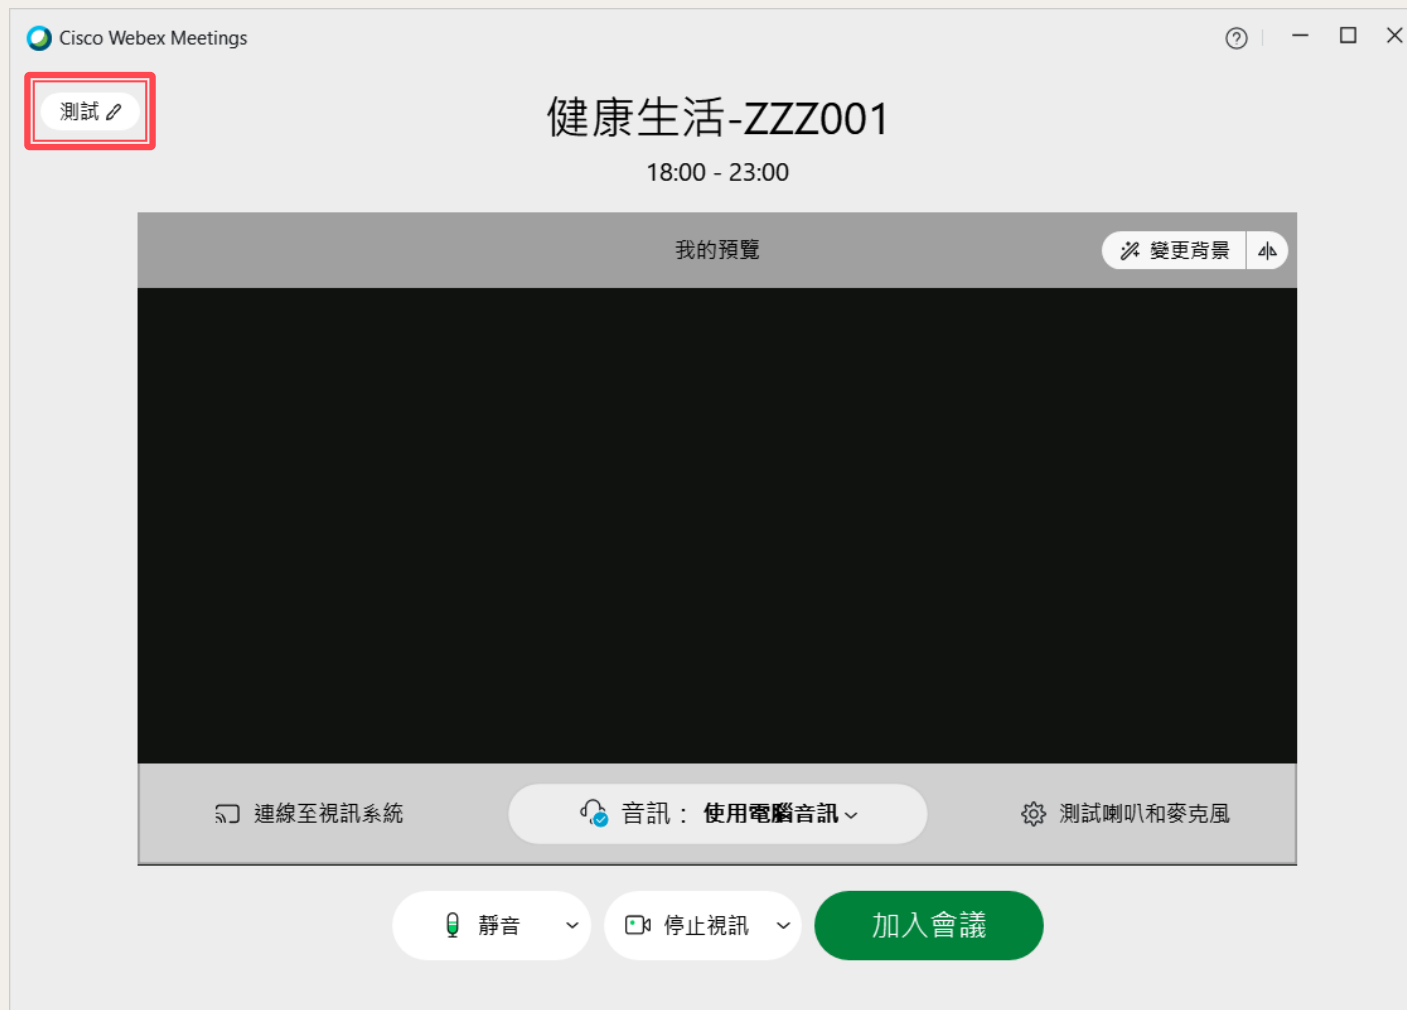 Cisco Webex Meetings
測試
健康生活-ZZZ001
18:00 - 23:00
我的預覽
變更背景
連線至視訊系統
音訊： 使用電腦音訊
測試喇叭和麥克風
靜音
停止視訊
加入會議